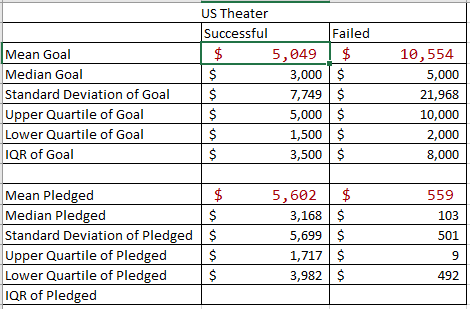 US Theater
Successful Failed
Mean Goal $ 5,049 $ 10,554
Median Goal $ 3,000 $ 5,000
Standard Deviation of Goal $ 7,749 $ 21,968
Upper Quartile of Goal $ 5,000 $ 10,000
Lower Quartile of Goal $ 1,500 $ 2,000
IQR of Goal $ 3,500 $ 8,000
Mean Pledged $ 5,602 $ 559
Median Pledged $ 3,168 $ 103
Standard Deviation of Pledged $ 5,699 $ 501
Upper Quartile of Pledged $ 1,717 $ 9
Lower Quartile of Pledged $ 3,982 $ 492
IQR of Pledged